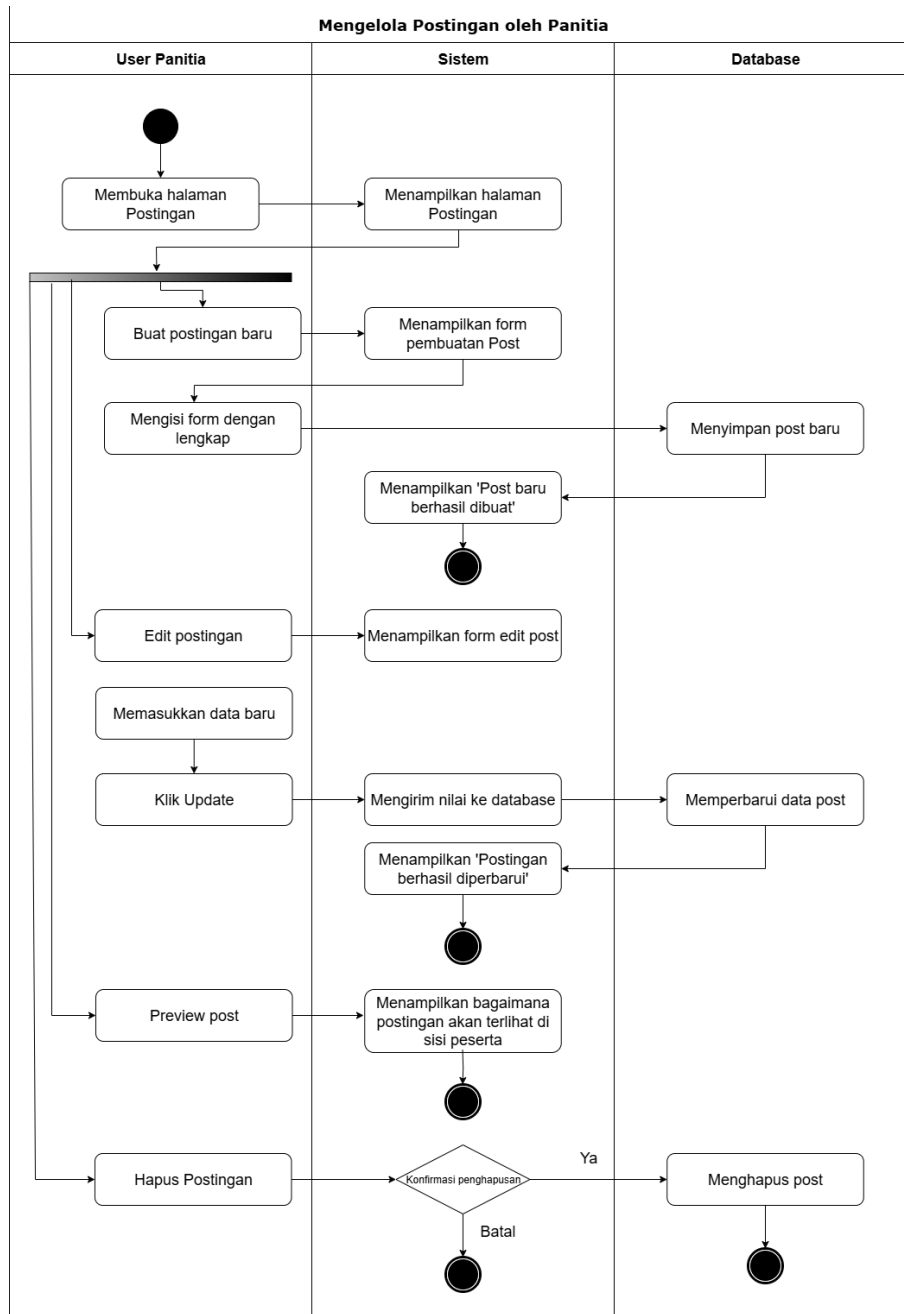 Mengelola Postingan oleh Panitia
User Panitia
Sistem
Database
Membuka halaman
Postingan
Menampilkan halaman
Postingan
Buat postingan baru
Menampilkan form
pembuatan Post
Mengisi form dengan
lengkap
Menyimpan post baru
Menampilkan 'Post baru
berhasil dibuat'
Edit postingan
Menampilkan form edit post
Memasukkan data baru
Klik Update
Mengirim nilai ke database
Memperbarui data post
Menampilkan 'Postingan
berhasil diperbarui'
Preview post
Menampilkan bagaimana
postingan akan terlihat di
sisi peserta
Hapus Postingan
Konfirmasi penghapusan
Ya
Menghapus post
Batal